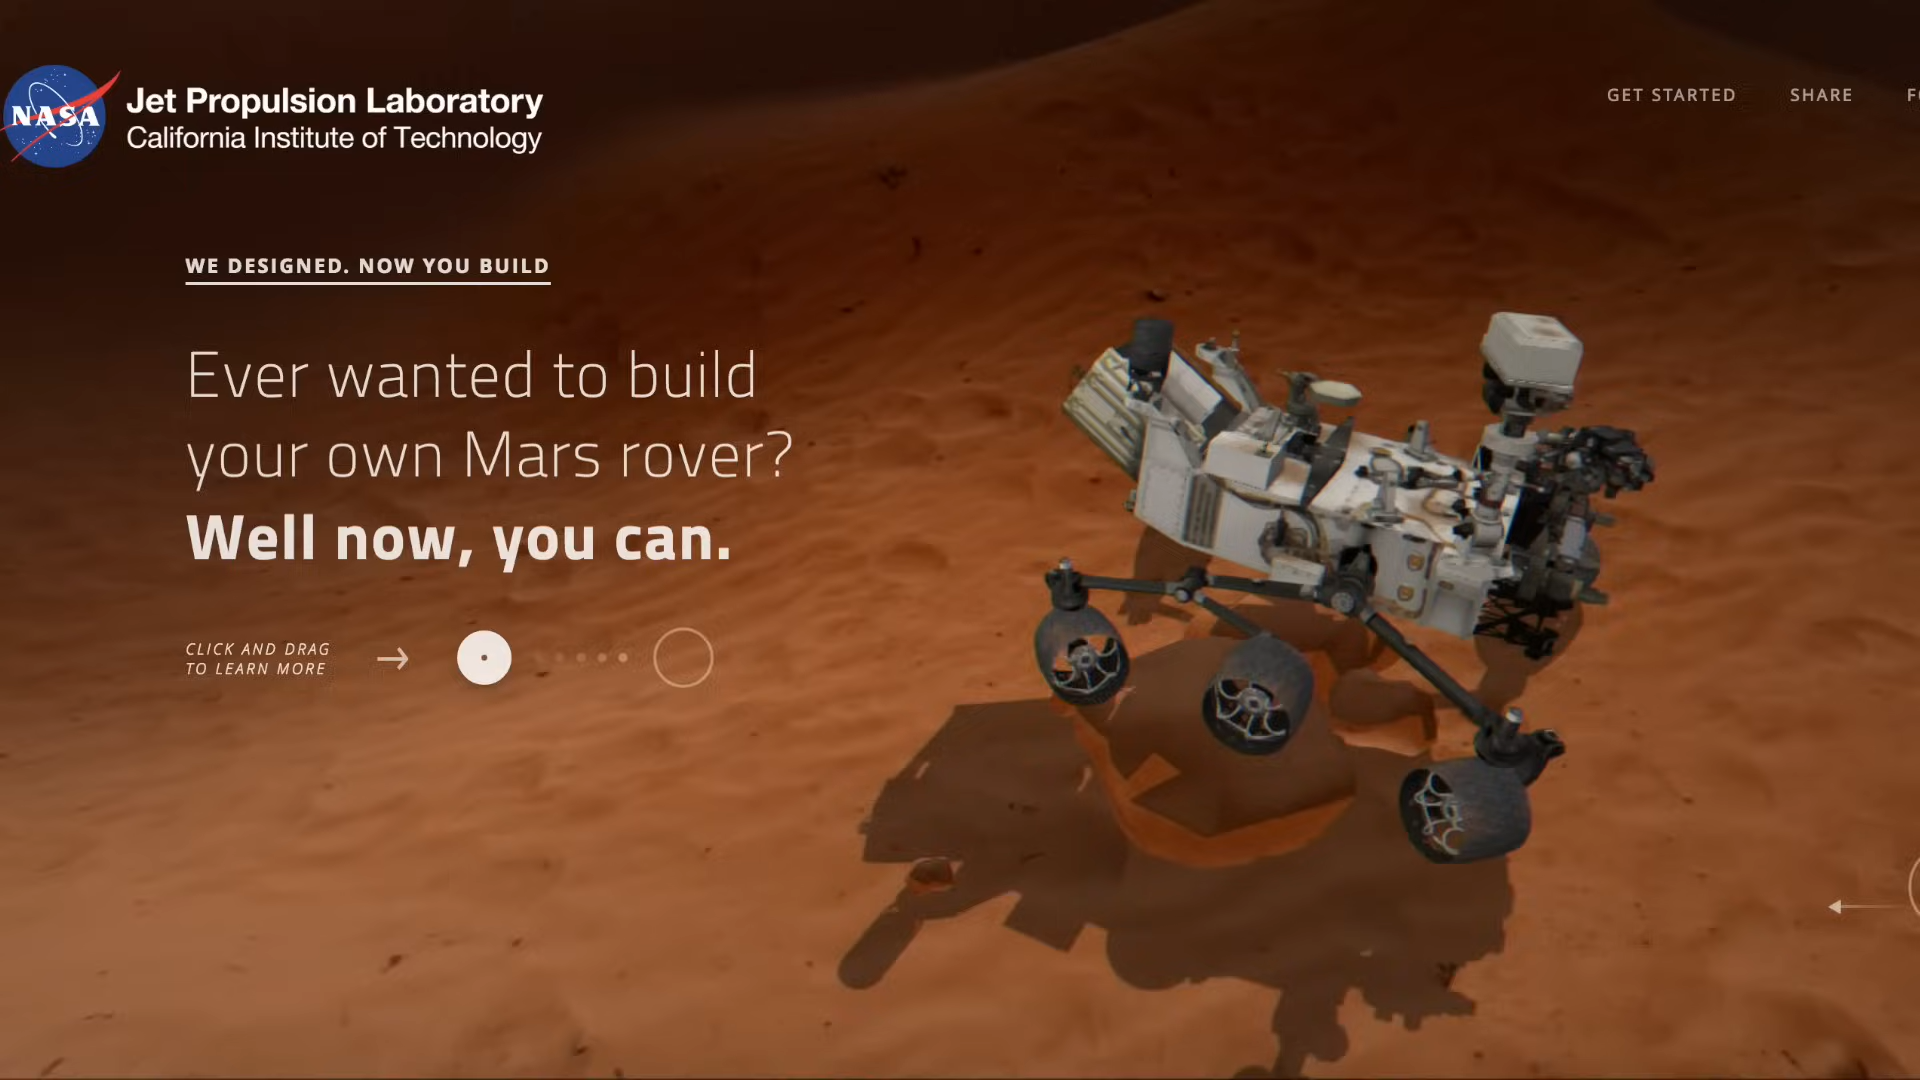 NASA
Jet Propulsion Laboratory
California Institute of Technology
GET STARTED
SHARE
WE DESIGNED. NOW YOU BUILD
Ever wanted to build
your own Mars rover?
Well now, you can.
CLICK AND DRAG
TO LEARN MORE